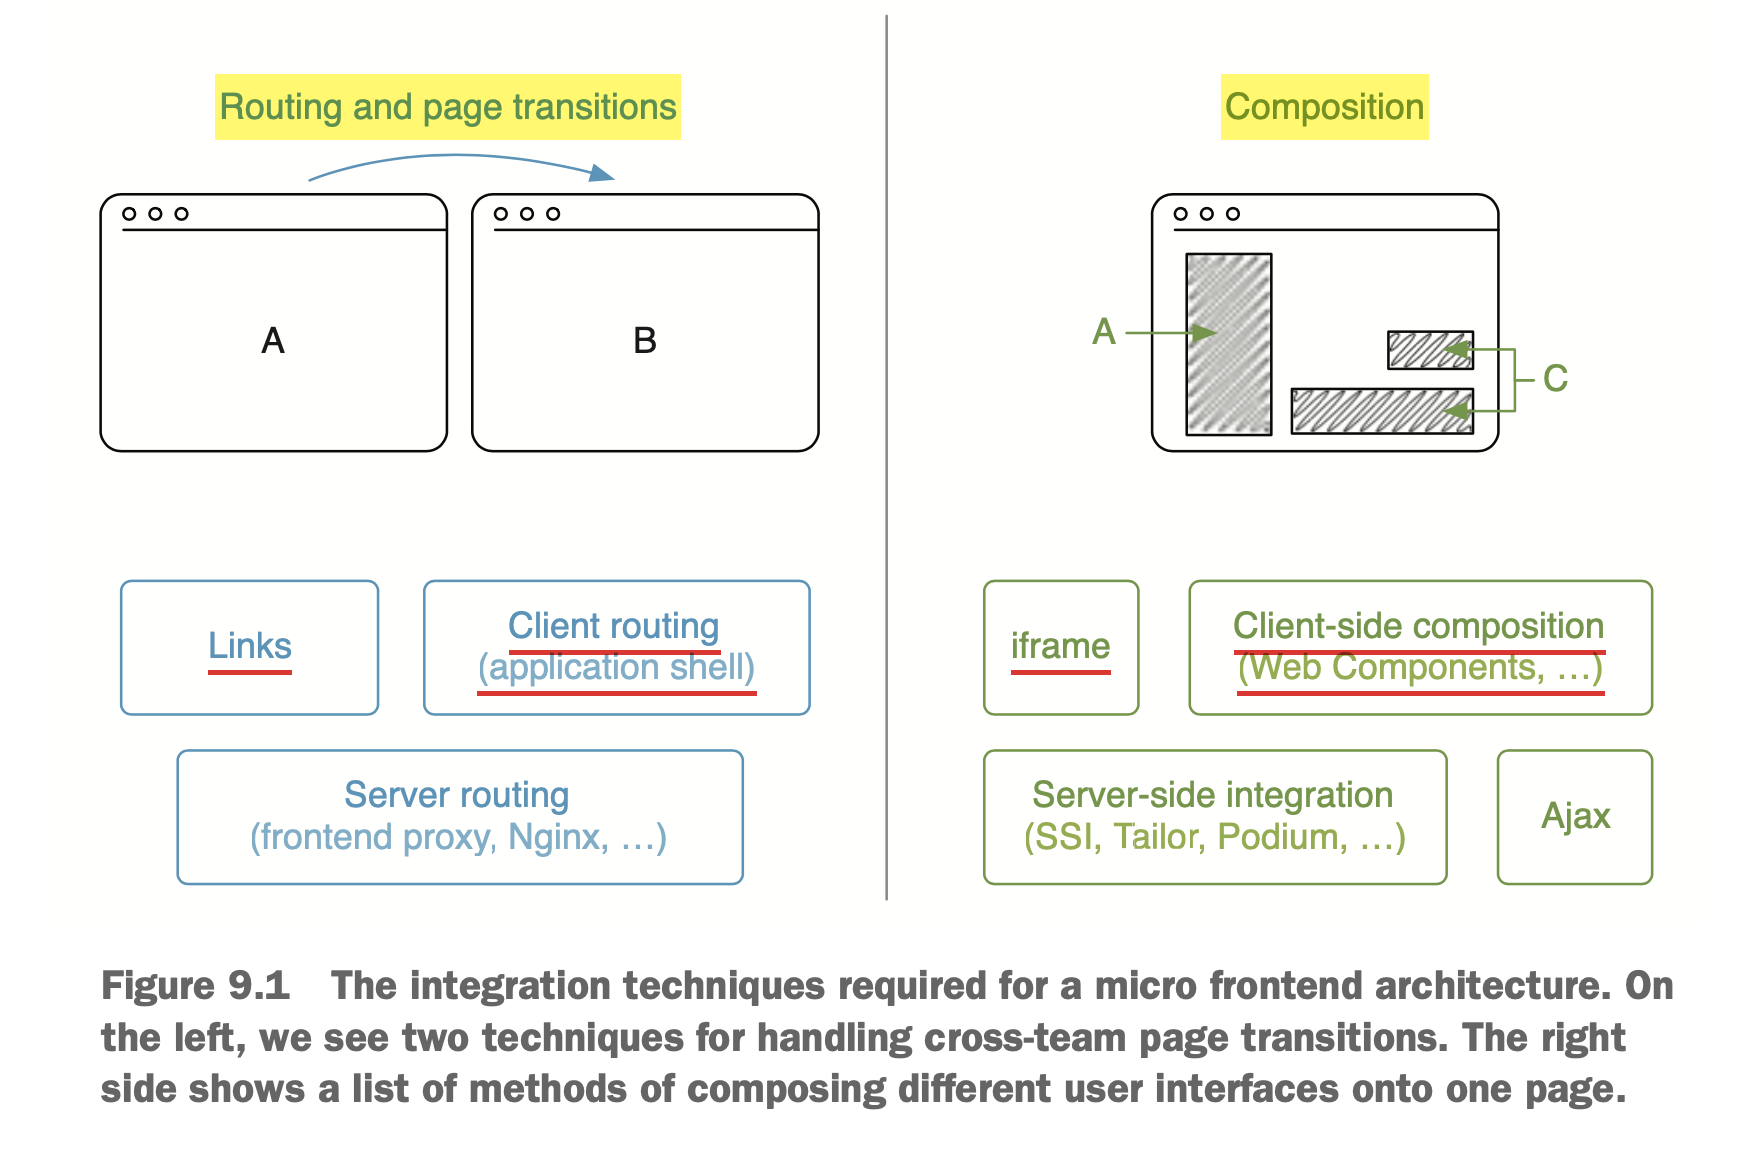 Routing and page transitions
A
B
Links
Client routing
(application shell)
Server routing
(frontend proxy, Nginx, …)
Composition
A
C
iframe
Client-side composition
(Web Components, …)
Server-side integration
(SSI, Tailor, Podium, …)
Ajax
Figure 9.1 The integration techniques required for a micro frontend architecture. On
the left, we see two techniques for handling cross-team page transitions. The right
side shows a list of methods of composing different user interfaces onto one page.